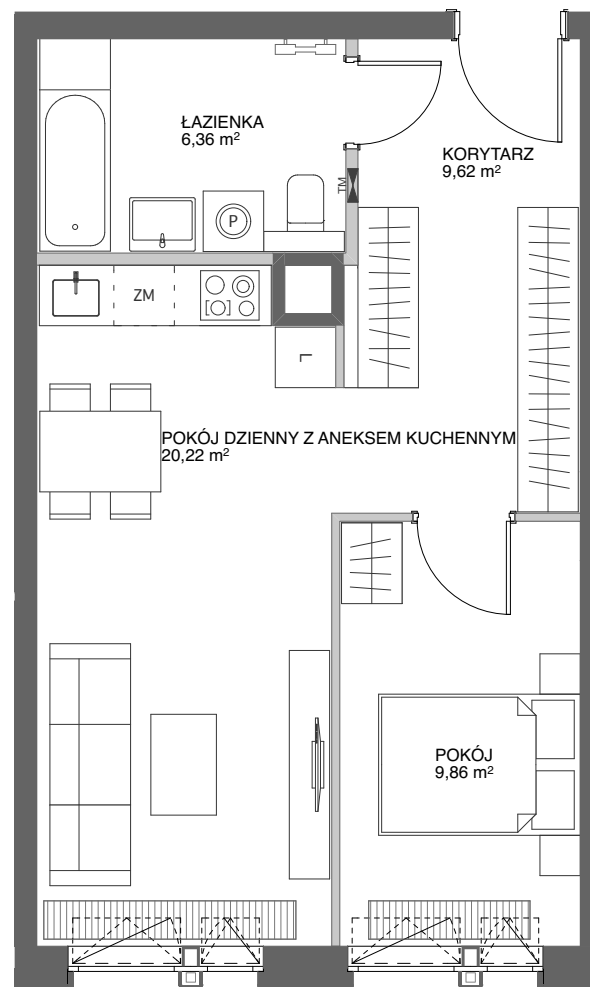 ŁAZIENKA
6,36 m²
KORYTARZ
9,62 m²
TM
P
ZM
L
POKÓJ DZIENNY Z ANEKSEM KUCHENNYM
20,22 m²
POKÓJ
9,86 m²